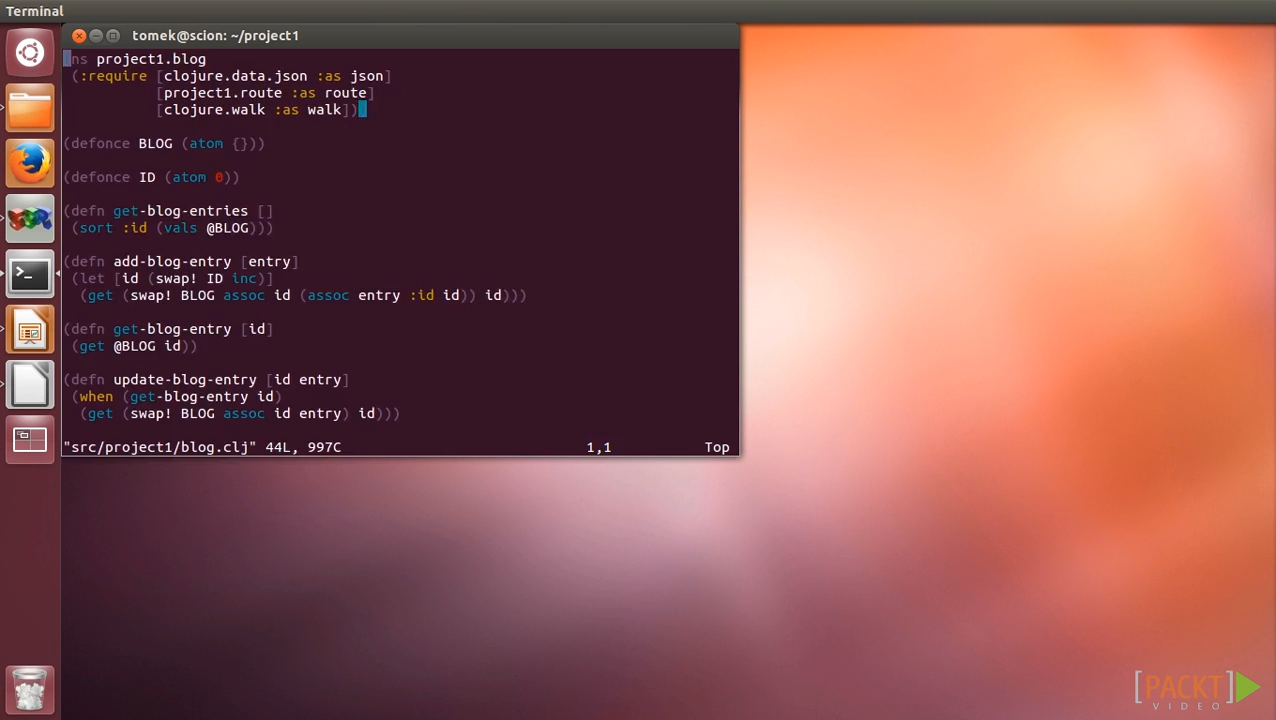 Terminal
tomek@scion: ~/project1
(ns project1.blog
 (:require [clojure.data.json :as json]
           [project1.route :as route]
           [clojure.walk :as walk]))
(defonce BLOG (atom {}))
(defonce ID (atom 0))
(defn get-blog-entries []
 (sort :id (vals @BLOG)))
(defn add-blog-entry [entry]
 (let [id (swap! ID inc)]
  (get (swap! BLOG assoc id (assoc entry :id id)) id)))
(defn get-blog-entry [id]
 (get @BLOG id))
(defn update-blog-entry [id entry]
 (when (get-blog-entry id)
  (get (swap! BLOG assoc id entry) id)))
"src/project1/blog.clj" 44L, 997C 1,1 Top
[PACKT]
VIDEO